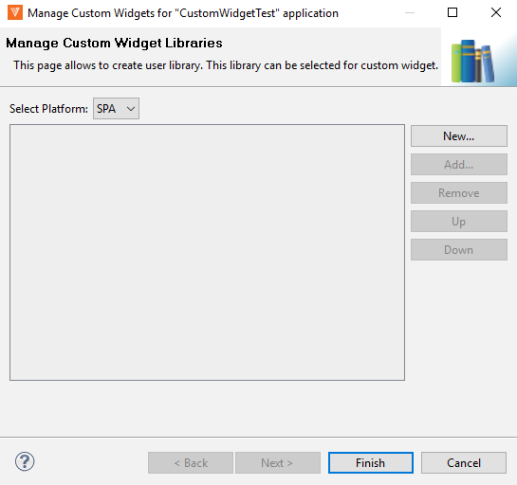 Manage Custom Widgets for "CustomWidgetTest" application
Manage Custom Widget Libraries
This page allows to create user library. This library can be selected for custom widget.
Select Platform: SPA
New...
Add...
Remove
Up
Down
?
< Back Next > Finish Cancel